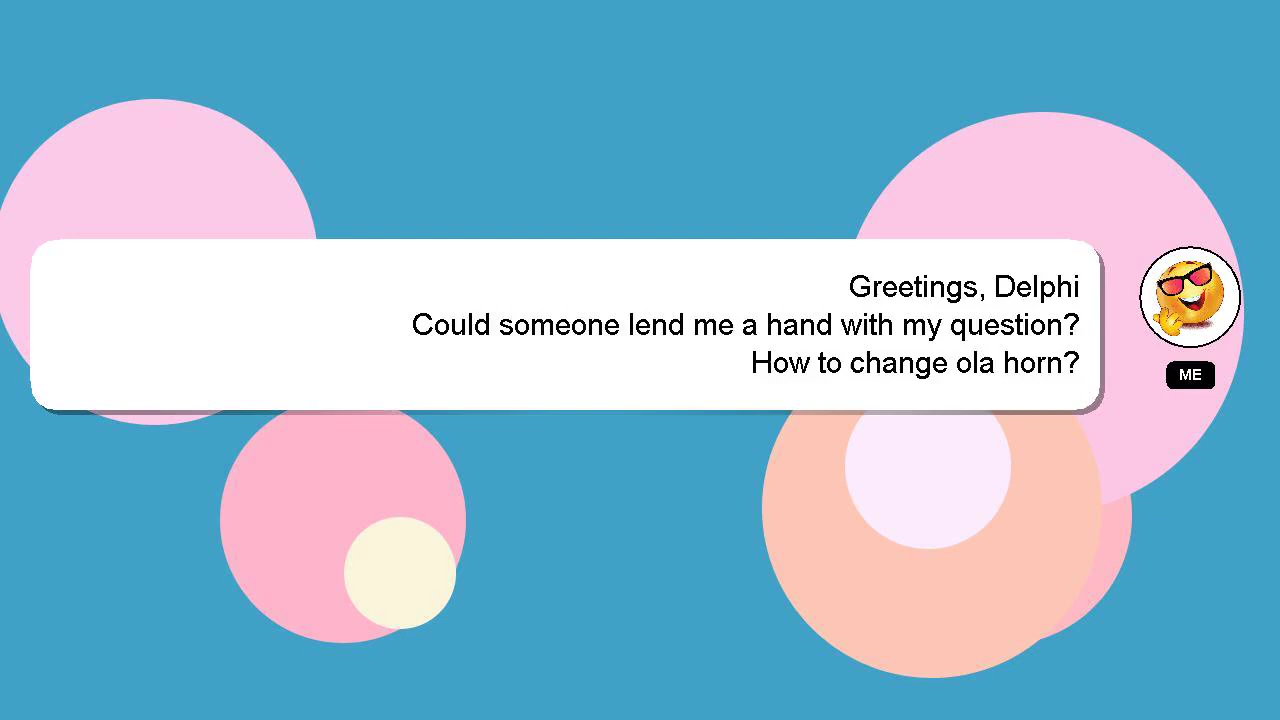 Greetings, Delphi
Could someone lend me a hand with my question?
How to change ola horn?
ME